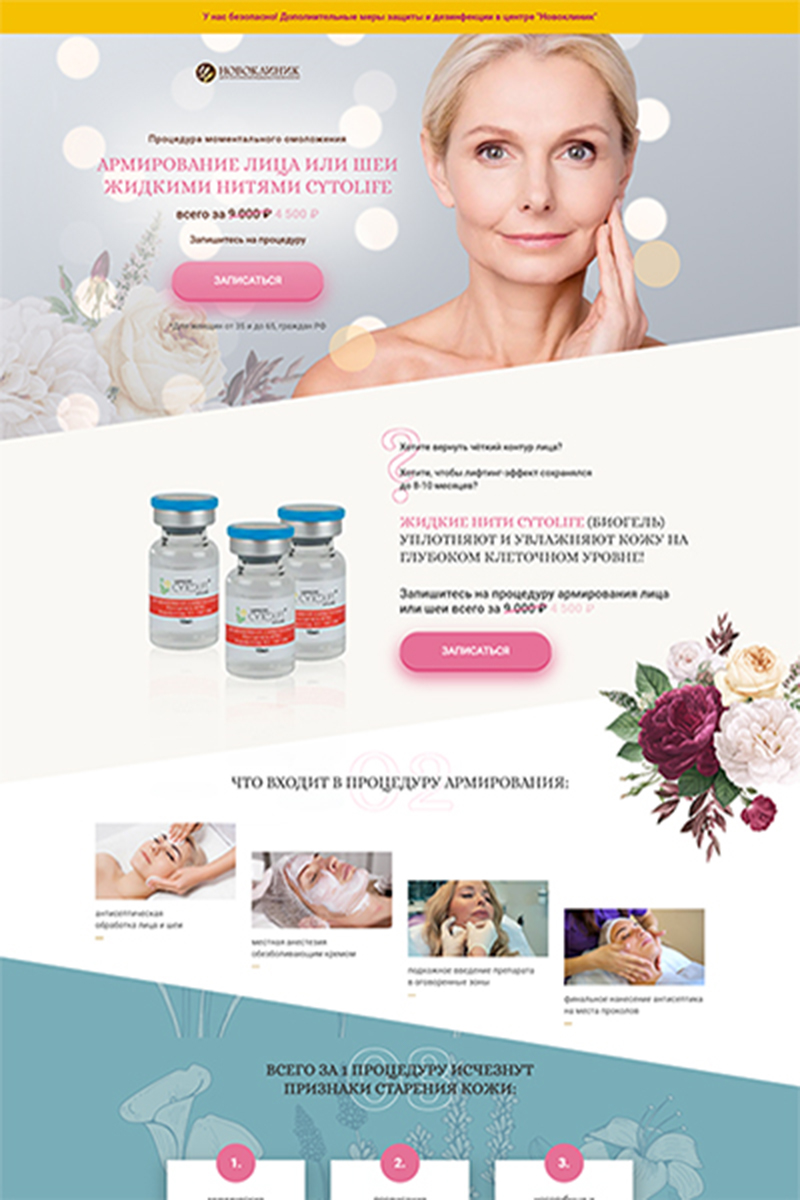 У нас безопасно! Дополнительные меры защиты и дезинфекции в центре "Новоклиник"
НОВОКЛИНИК
Процедура моментального омоложения
АРМИРОВАНИЕ ЛИЦА ИЛИ ШЕИ
ЖИДКИМИ НИТЯМИ CYTOLIFE
всего за 9.000 ₽ 4 500 ₽
Запишитесь на процедуру
ЗАПИСАТЬСЯ
*Для женщин от 35 и до 65, граждан РФ
?
Хотите вернуть чёткий контур лица?
Хотите, чтобы лифтинг-эффект сохранялся
до 8-10 месяцев?
ЖИДКИЕ НИТИ CYTOLIFE (БИОГЕЛЬ)
УПЛОТНЯЮТ И УВЛАЖНЯЮТ КОЖУ НА
ГЛУБОКОМ КЛЕТОЧНОМ УРОВНЕ!
Запишитесь на процедуру армирования лица
или шеи всего за 9.000 ₽ 4 500 ₽
ЗАПИСАТЬСЯ
02
ЧТО ВХОДИТ В ПРОЦЕДУРУ АРМИРОВАНИЯ:
антисептическая
обработка лица и шеи
местная анестезия
обезболивающим кремом
подкожное введение препарата
в оговоренные зоны
финальное нанесение антисептика
на места проколов
03
ВСЕГО ЗА 1 ПРОЦЕДУРУ ИСЧЕЗНУТ
ПРИЗНАКИ СТАРЕНИЯ КОЖИ:
1.
2.
3.